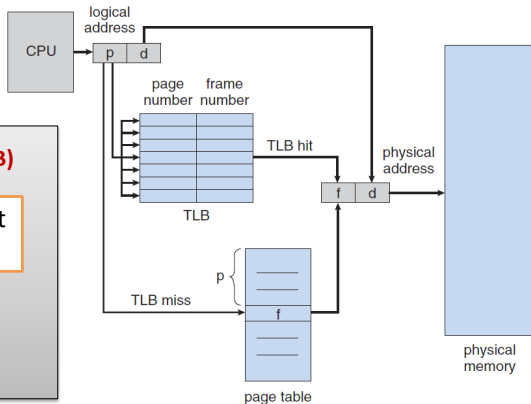 logical
address
CPU
p d
page frame
number number
B)
TLB hit
physical
address
t
f d
TLB
p
TLB miss
f
physical
memory
page table